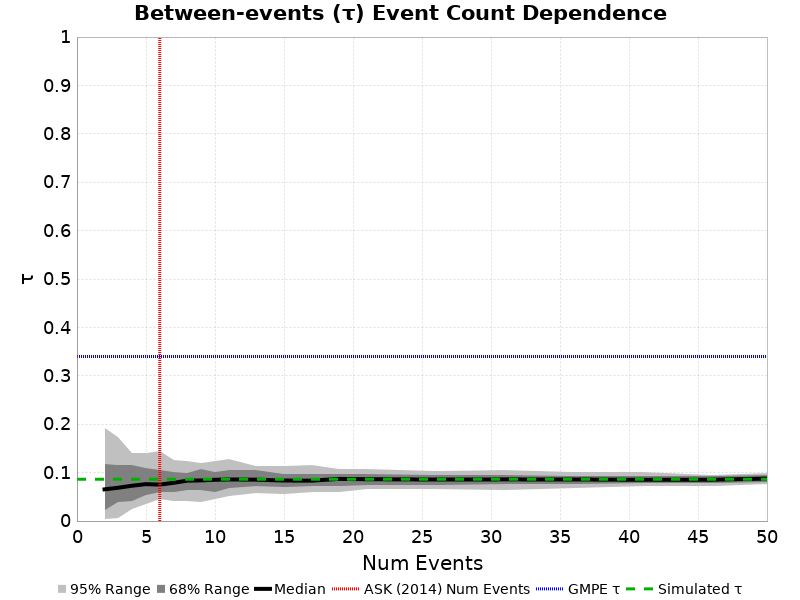 Between-events (τ) Event Count Dependence
1
0.9
0.8
0.7
0.6
0.5
0.4
0.3
0.2
0.1
0
τ
0 5 10 15 20 25 30 35 40 45 50
Num Events
95% Range 68% Range Median ASK (2014) Num Events GMPE τ Simulated τ